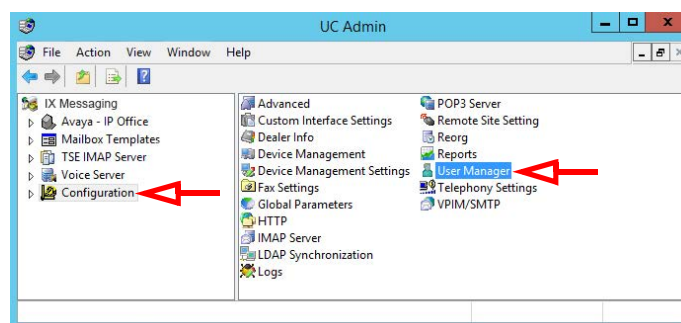 UC Admin
File Action View Window Help
IX Messaging
Avaya - IP Office
Mailbox Templates
TSE IMAP Server
Voice Server
Configuration
Advanced
Custom Interface Settings
Dealer Info
Device Management
Device Management Settings
Fax Settings
Global Parameters
HTTP
IMAP Server
LDAP Synchronization
Logs
POP3 Server
Remote Site Setting
Reorg
Reports
User Manager
Telephony Settings
VPIM/SMTP